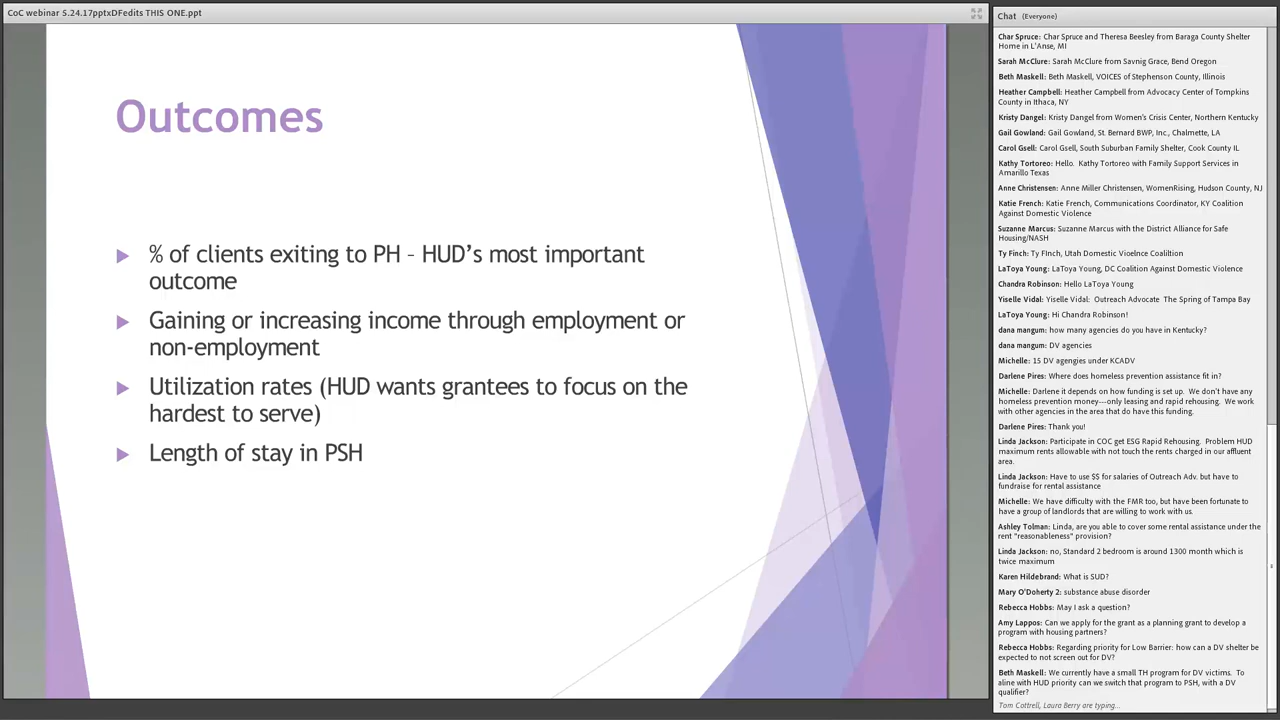 CoC webinar 5.24.17pptxDFedits THIS ONE.ppt
Outcomes
% of clients exiting to PH – HUD's most important
outcome
Gaining or increasing income through employment or
non-employment
Utilization rates (HUD wants grantees to focus on the
hardest to serve)
Length of stay in PSH
Chat (Everyone)
Char Spruce: Char Spruce and Theresa Beesley from Baraga County Shelter
Home in L'Anse, MI
Sarah McClure: Sarah McClure from Savnig Grace, Bend Oregon
Beth Maskell: Beth Maskell, VOICES of Stephenson County, Illinois
Heather Campbell: Heather Campbell from Advocacy Center of Tompkins
County in Ithaca, NY
Kristy Dangel: Kristy Dangel from Women's Crisis Center, Northern Kentucky
Gail Gowland: Gail Gowland, St. Bernard BWP, Inc., Chalmette, LA
Carol Gsell: Carol Gsell, South Suburban Family Shelter, Cook County IL
Kathy Tortoreo: Hello. Kathy Tortoreo with Family Support Services in
Amarillo Texas
Anne Christensen: Anne Miller Christensen, WomenRising, Hudson County, NJ
Katie French: Katie French, Communications Coordinator, KY Coalition
Against Domestic Violence
Suzanne Marcus: Suzanne Marcus with the District Alliance for Safe
Housing/NASH
Ty Finch: Ty FInch, Utah Domestic Vioelnce Coaliltion
LaToya Young: LaToya Young, DC Coalition Against Domestic Violence
Chandra Robinson: Hello LaToya Young
Yiselle Vidal: Yiselle Vidal: Outreach Advocate The Spring of Tampa Bay
LaToya Young: Hi Chandra Robinson!
dana mangum: how many agencies do you have in Kentucky?
dana mangum: DV agencies
Michelle: 15 DV agengies under KCADV
Darlene Pires: Where does homeless prevention assistance fit in?
Michelle: Darlene it depends on how funding is set up. We don't have any
homeless prevention money---only leasing and rapid rehousing. We work
with other agencies in the area that do have this funding.
Darlene Pires: Thank you!
Linda Jackson: Participate in COC get ESG Rapid Rehousing. Problem HUD
maximum rents allowable with not touch the rents charged in our affluent
area.
Linda Jackson: Have to use $$ for salaries of Outreach Adv. but have to
fundraise for rental assistance
Michelle: We have difficulty with the FMR too, but have been fortunate to
have a group of landlords that are willing to work with us.
Ashley Tolman: Linda, are you able to cover some rental assistance under the
rent "reasonableness" provision?
Linda Jackson: no, Standard 2 bedroom is around 1300 month which is
twice maximum
Karen Hildebrand: What is SUD?
Mary O'Doherty 2: substance abuse disorder
Rebecca Hobbs: May I ask a question?
Amy Lappos: Can we apply for the grant as a planning grant to develop a
program with housing partners?
Rebecca Hobbs: Regarding priority for Low Barrier: how can a DV shelter be
expected to not screen out for DV?
Beth Maskell: We currently have a small TH program for DV victims. To
aline with HUD priority can we switch that program to PSH, with a DV
qualifier?
Tom Cottrell, Laura Berry are typing...